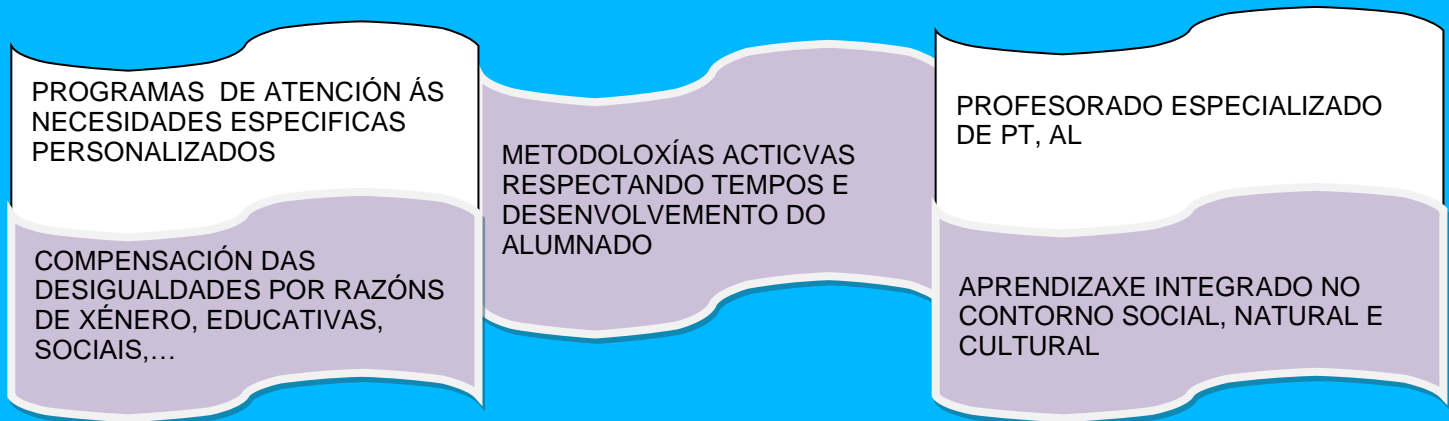 PROGRAMAS DE ATENCIÓN ÁS
NECESIDADES ESPECIFICAS
PERSONALIZADOS
COMPENSACIÓN DAS
DESIGUALDADES POR RAZÓNS
DE XÉNERO, EDUCATIVAS,
SOCIAIS,…
METODOLOXÍAS ACTICVAS
RESPECTANDO TEMPOS E
DESENVOLVEMENTO DO
ALUMNADO
PROFESORADO ESPECIALIZADO
DE PT, AL
APRENDIZAXE INTEGRADO NO
CONTORNO SOCIAL, NATURAL E
CULTURAL